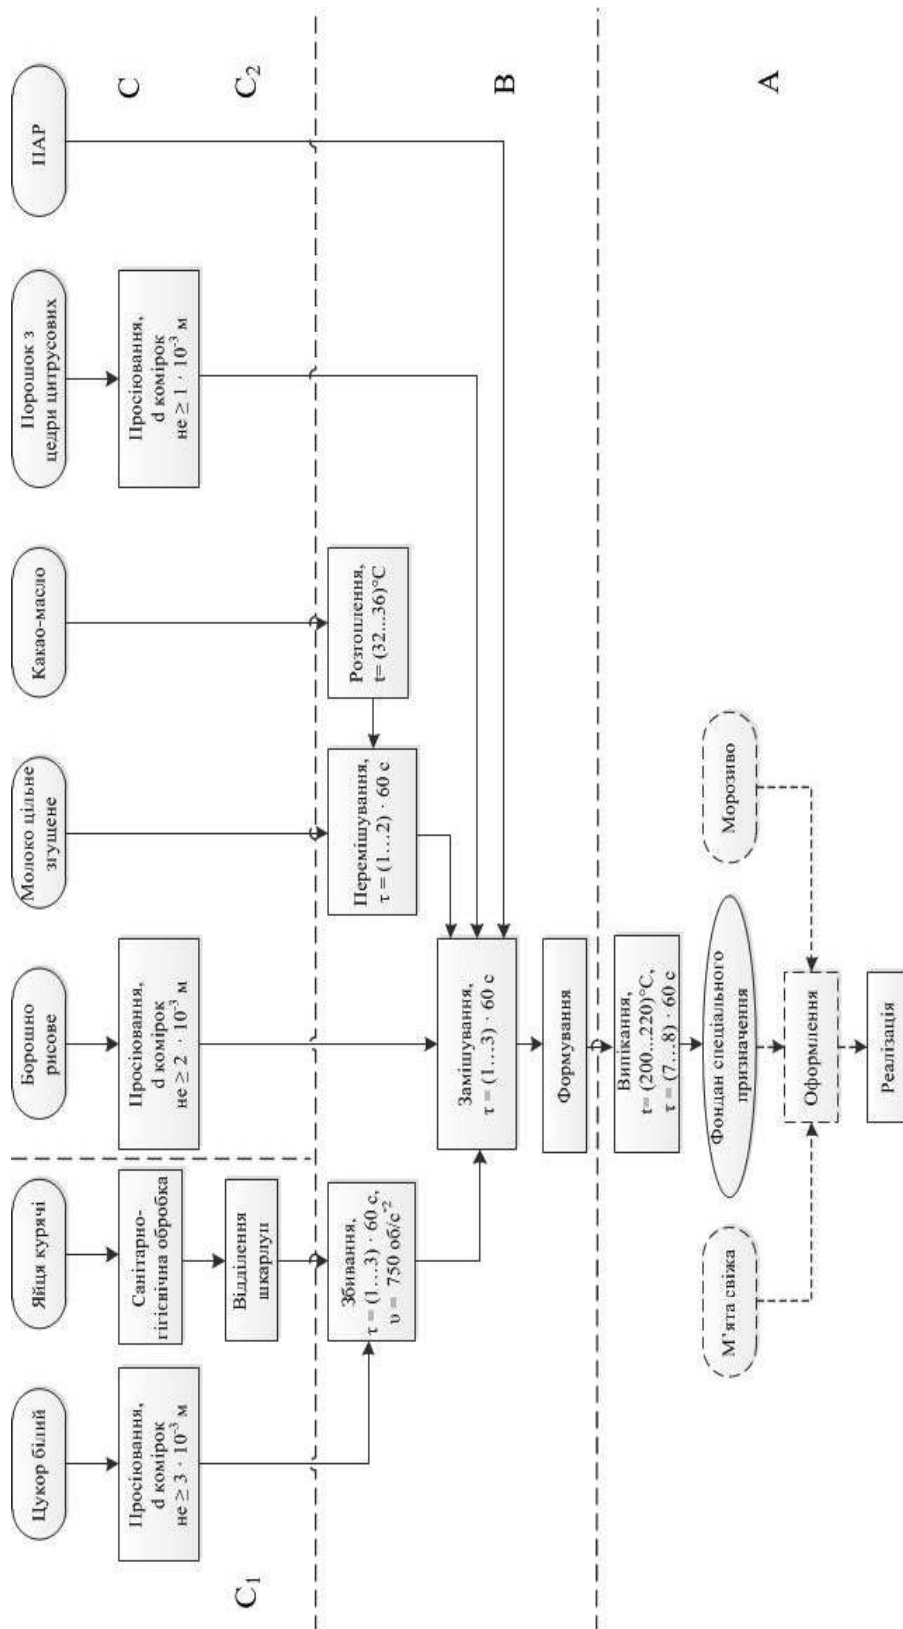 Цукор білий
Яйця курячі
Борошно
рисове
Молоко цільне
згущене
Какао-масло
Порошок з
цедри цитрусових
ПАР
Просіювання,
d комірок
не ≥ 3 · 10⁻³ м
Санітарно-
гігієнічна обробка
Просіювання,
d комірок
не ≥ 2 · 10⁻³ м
Просіювання,
d комірок
не ≥ 1 · 10⁻³ м
C
Відділення
шкарлуп
C₁
C₂
Збивання,
τ = (1…3) · 60 с,
υ = 750 об/с⁻²
Перемішування,
τ = (1…2) · 60 с
Розтоплення,
t= (32...36)°C
Замішування,
τ = (1…3) · 60 с
B
Формування
Випікання,
t= (200...220)°C,
τ = (7…8) · 60 с
Фондан спеціального
призначення
М'ята свіжа
Морозиво
A
Оформлення
Реалізація